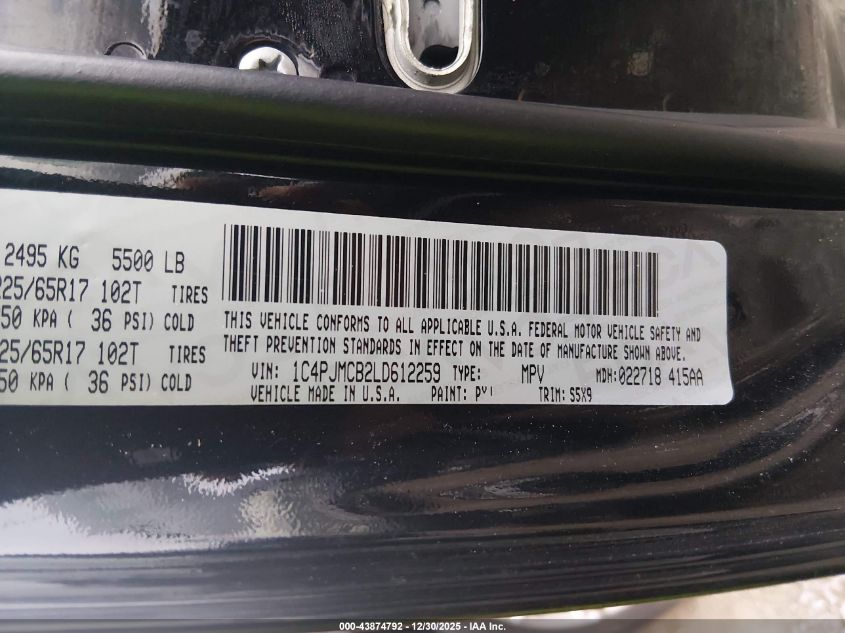 2495 KG 5500 LB
225/65R17 102T TIRES
50 KPA ( 36 PSI) COLD
25/65R17 102T TIRES
50 KPA ( 36 PSI) COLD
THIS VEHICLE CONFORMS TO ALL APPLICABLE U.S.A. FEDERAL MOTOR VEHICLE SAFETY AND
THEFT PREVENTION STANDARDS IN EFFECT ON THE DATE OF MANUFACTURE SHOWN ABOVE.
VIN: 1C4PJMCB2LD612259 TYPE: MPV MDH:022718 415AA
VEHICLE MADE IN U.S.A. PAINT: TRIM: S5X9
000-43874792 - 12/30/2025 - IAA Inc.